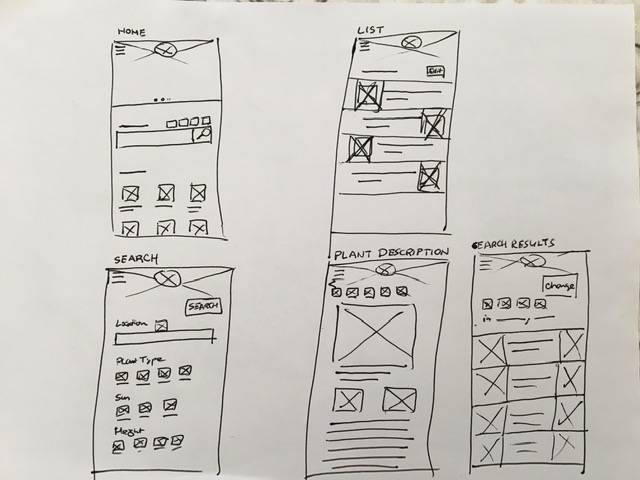 HOME
LIST
Edit
SEARCH
SEARCH
Location
Plant Type
Sun
Height
PLANT DESCRIPTION
SEARCH RESULTS
Change
in